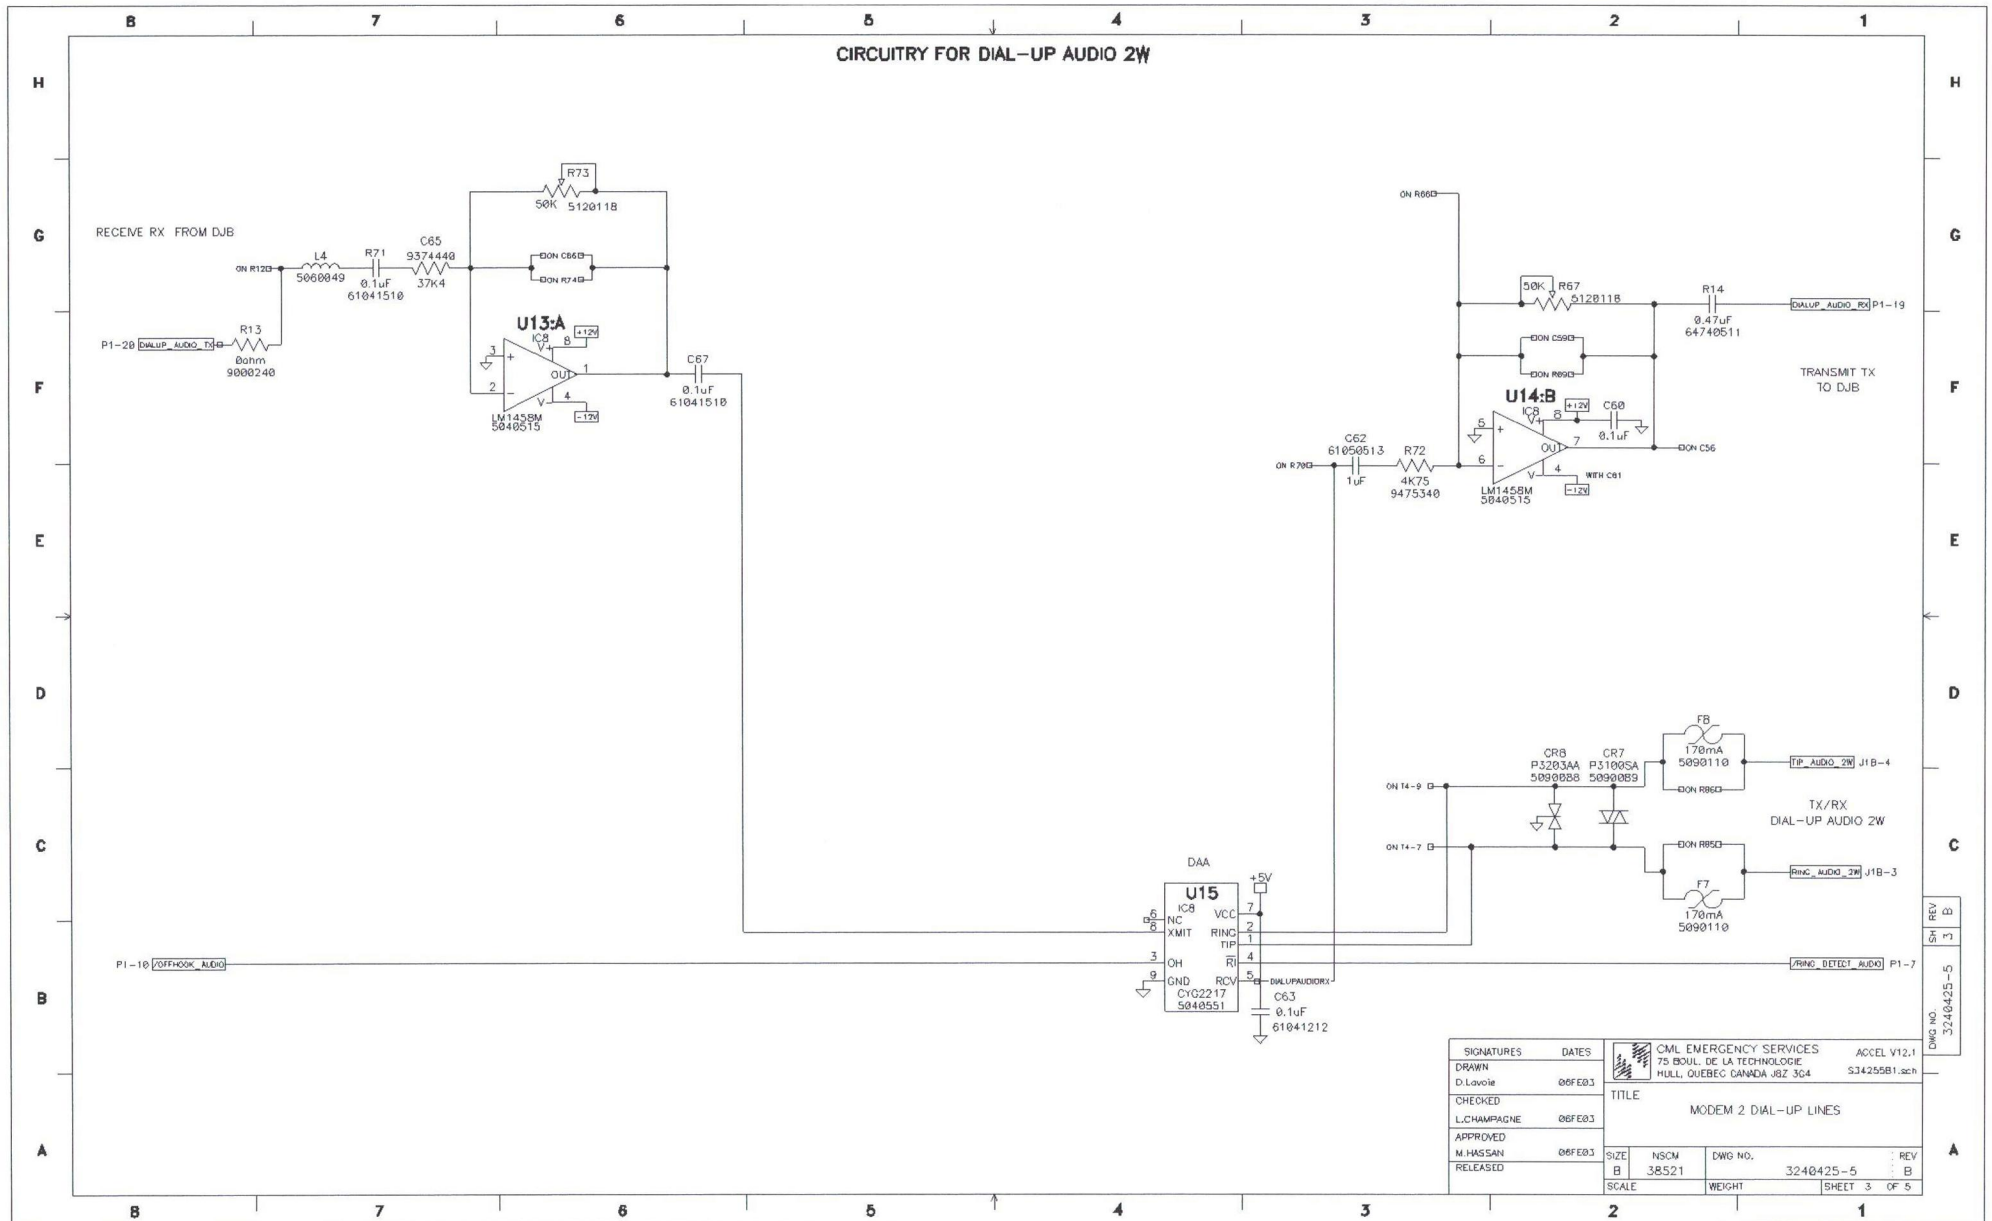 8 7 6 5 4 3 2 1
CIRCUITRY FOR DIAL-UP AUDIO 2W
H H
R73
50K 5120118
ON R66
G G
RECEIVE RX FROM DJB
ON R12
L4
5060049
R71
0.1uF
61041510
C65
9374440
37K4
ON C66
ON R74
50K R67
5120118
R14
0.47uF
64740511
DIALUP_AUDIO_RX P1-19
P1-20 DIALUP_AUDIO_TX
R13
0ohm
9000240
U13:A
IC8
V+ 8 +12V
3 +
OUT 1
2 -
V- 4 -12V
LM1458M
5040515
C67
0.1uF
61041510
ON C59
ON R69
TRANSMIT TX
TO DJB
F F
U14:B
IC8
V+ 8 +12V
C60
0.1uF
5 +
OUT 7
ON C56
6 -
V- 4 WITH C61
-12V
LM1458M
5040515
ON R70
C62
61050513
1uF
R72
4K75
9475340
E E
D D
F8
170mA
5090110
TIP_AUDIO_2W J1B-4
ON R86
CR8
P3203AA
5090088
CR7
P3100SA
5090089
ON T4-9
ON T4-7
TX/RX
DIAL-UP AUDIO 2W
C C
ON R85
RING_AUDIO_2W J1B-3
F7
170mA
5090110
DAA
U15
IC8
+5V
6 NC VCC 7
8 XMIT RING 2
TIP 1
3 OH RI 4
9 GND RCV 5
CYG2217
5040551
DIALUPAUDIORX
C63
0.1uF
61041212
P1-10 /OFFHOOK_AUDIO
/RING_DETECT_AUDIO P1-7
B B
DWG NO. 3240425-5 SH 3 REV B
SIGNATURES DATES
DRAWN
D.Lavoie 06FE03
CHECKED
L.CHAMPAGNE 06FE03
APPROVED
M.HASSAN 06FE03
RELEASED
CML EMERGENCY SERVICES
75 BOUL. DE LA TECHNOLOGIE
HULL, QUEBEC CANADA J8Z 3G4
ACCEL V12.1
S34255B1.sch
TITLE
MODEM 2 DIAL-UP LINES
SIZE B
NSCM 38521
DWG NO. 3240425-5
REV B
SCALE WEIGHT SHEET 3 OF 5
A A
8 7 6 5 4 3 2 1